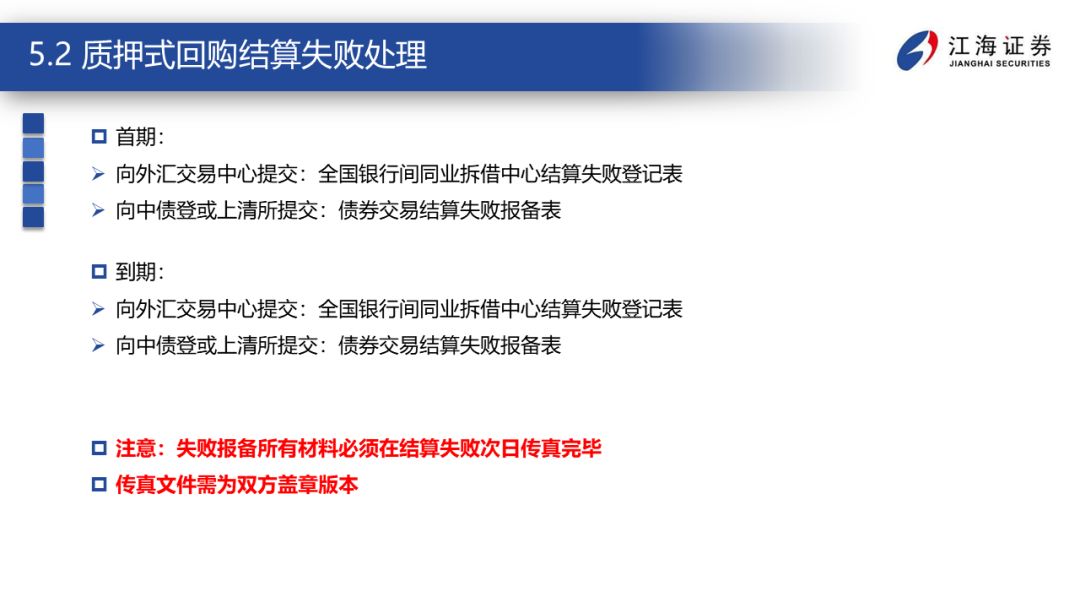 5.2 质押式回购结算失败处理
江海证券
JIANGHAI SECURITIES
首期：
向外汇交易中心提交：全国银行间同业拆借中心结算失败登记表
向中债登或上清所提交：债券交易结算失败报备表
到期：
向外汇交易中心提交：全国银行间同业拆借中心结算失败登记表
向中债登或上清所提交：债券交易结算失败报备表
注意：失败报备所有材料必须在结算失败次日传真完毕
传真文件需为双方盖章版本